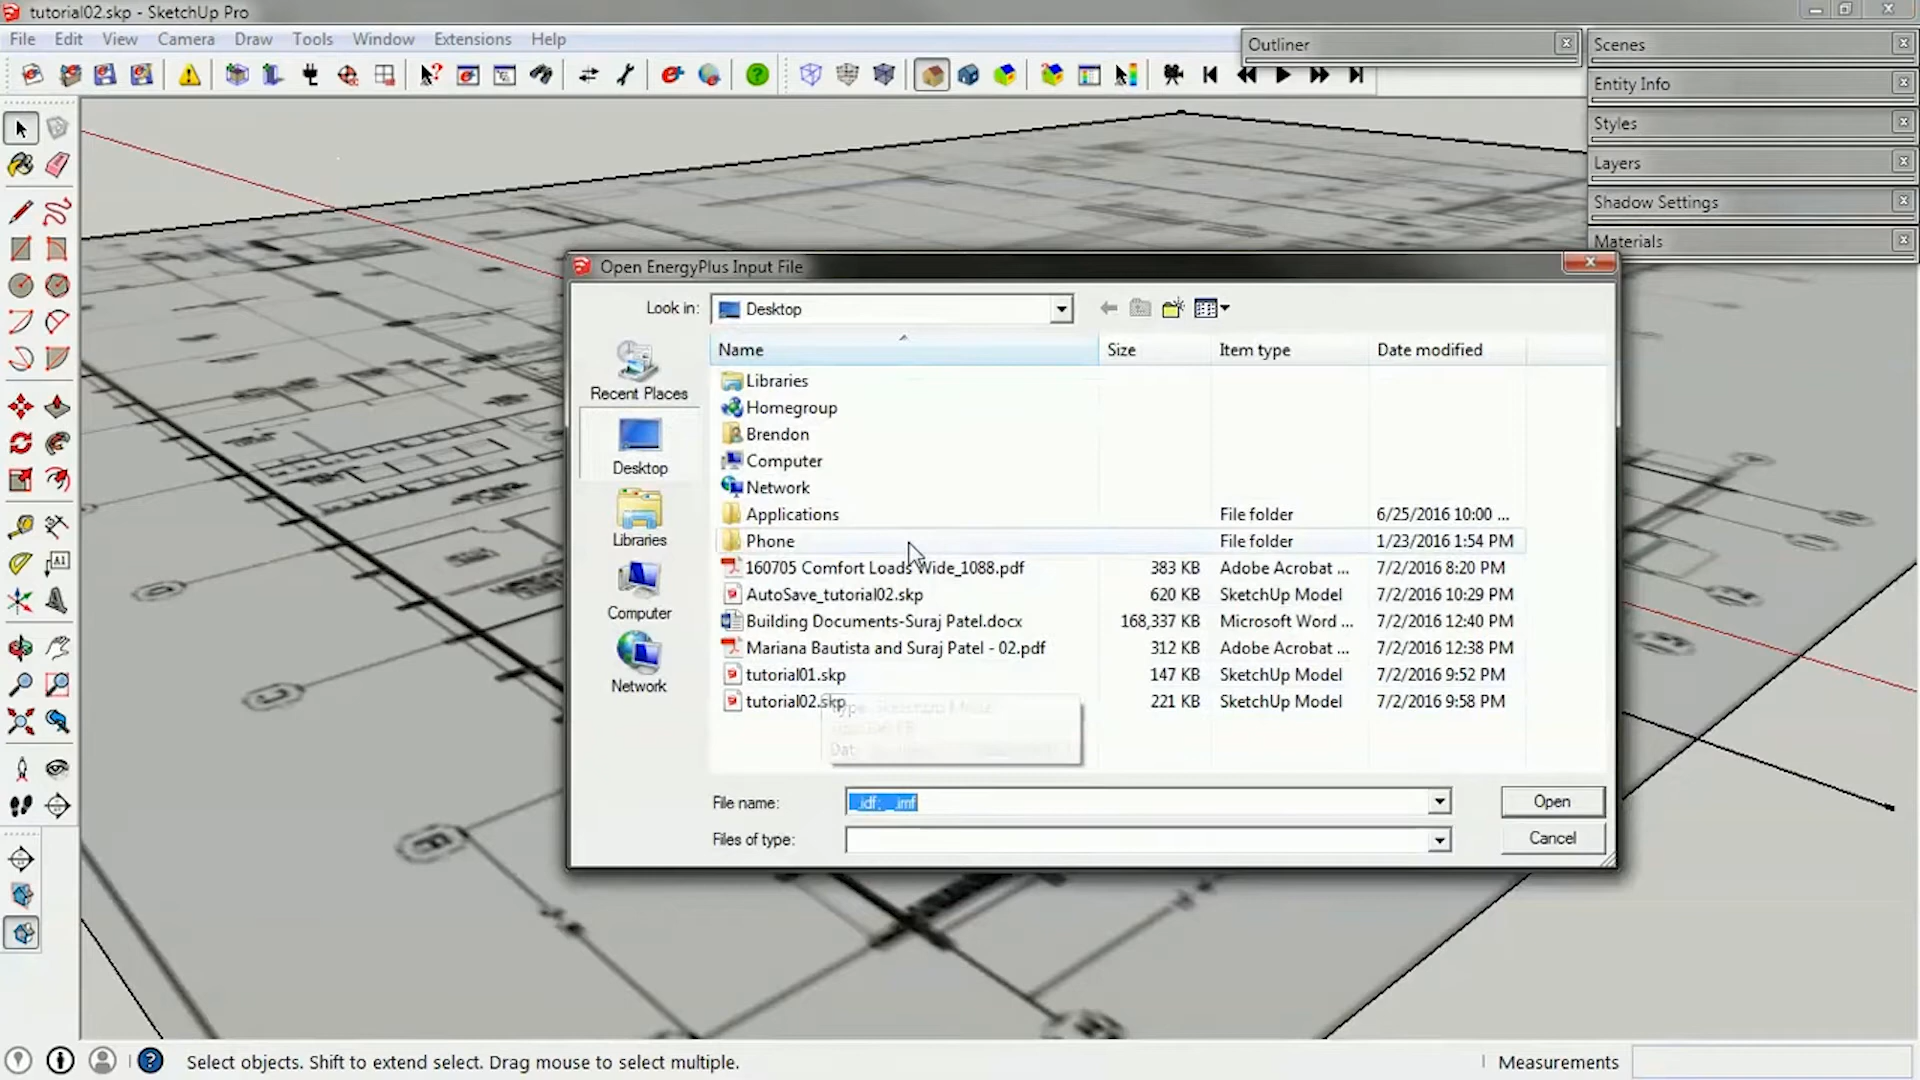 tutorial02.skp - SketchUp Pro
File Edit View Camera Draw Tools Window Extensions Help
Outliner
Scenes
Entity Info
Styles
Layers
Shadow Settings
Materials
Open EnergyPlus Input File
Look in: Desktop
Name Size Item type Date modified
Recent Places
Desktop
Libraries
Computer
Network
Libraries
Homegroup
Brendon
Computer
Network
Applications File folder 6/25/2016 10:00 ...
Phone File folder 1/23/2016 1:54 PM
160705 Comfort Loads Wide_1088.pdf 383 KB Adobe Acrobat ... 7/2/2016 8:20 PM
AutoSave_tutorial02.skp 620 KB SketchUp Model 7/2/2016 10:29 PM
Building Documents-Suraj Patel.docx 168,337 KB Microsoft Word ... 7/2/2016 12:40 PM
Mariana Bautista and Suraj Patel - 02.pdf 312 KB Adobe Acrobat ... 7/2/2016 12:38 PM
tutorial01.skp 147 KB SketchUp Model 7/2/2016 9:52 PM
tutorial02.skp 221 KB SketchUp Model 7/2/2016 9:58 PM
File name: _.idf; _.imf Open
Files of type: Cancel
Select objects. Shift to extend select. Drag mouse to select multiple.
Measurements